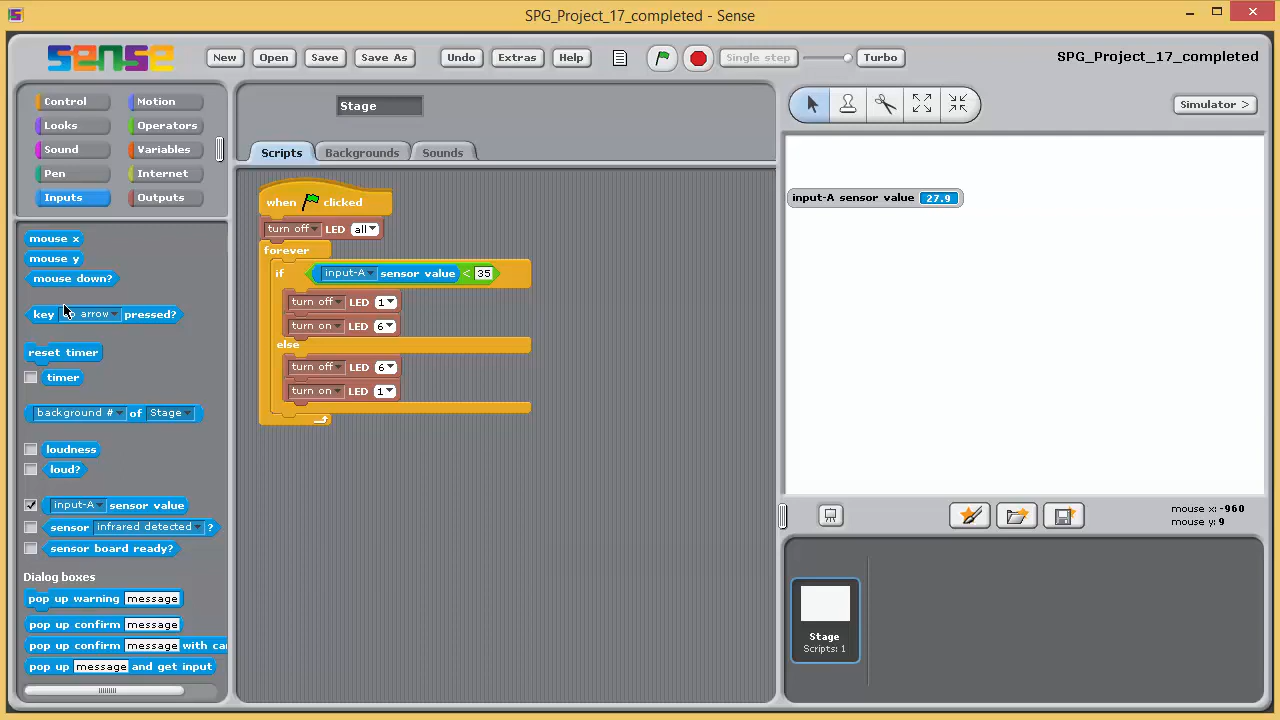 SPG_Project_17_completed - Sense
sense
New
Open
Save
Save As
Undo
Extras
Help
Single step
Turbo
SPG_Project_17_completed
Control
Motion
Looks
Operators
Sound
Variables
Pen
Internet
Inputs
Outputs
Stage
Scripts
Backgrounds
Sounds
Simulator >
mouse x
mouse y
mouse down?
key arrow pressed?
reset timer
timer
background # of Stage
loudness
loud?
input-A sensor value
sensor infrared detected ?
sensor board ready?
Dialog boxes
pop up warning message
pop up confirm message
pop up confirm message with ca
pop up message and get input
when clicked
turn off LED all
forever
if input-A sensor value < 35
turn off LED 1
turn on LED 6
else
turn off LED 6
turn on LED 1
input-A sensor value 27.9
mouse x: -960
mouse y: 9
Stage
Scripts: 1